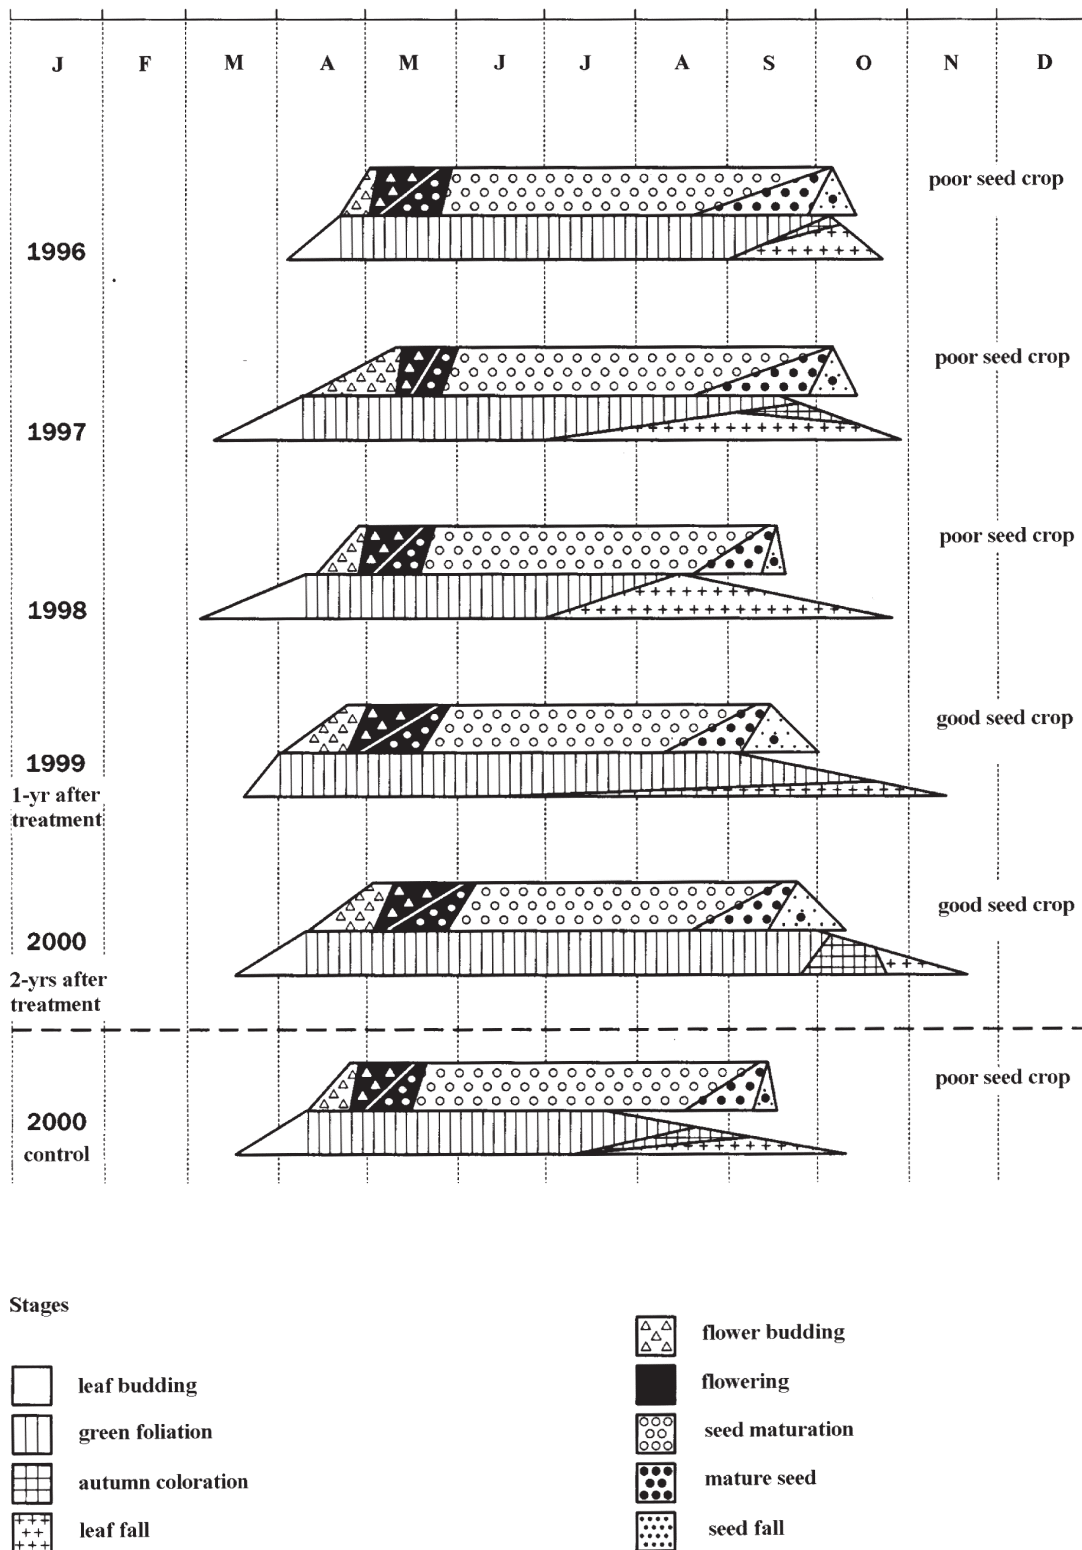 J F M A M J J A S O N D
poor seed crop
1996
poor seed crop
1997
poor seed crop
1998
good seed crop
1999
1-yr after
treatment
good seed crop
2000
2-yrs after
treatment
poor seed crop
2000
control
Stages
flower budding
leaf budding
flowering
green foliation
seed maturation
autumn coloration
mature seed
leaf fall
seed fall